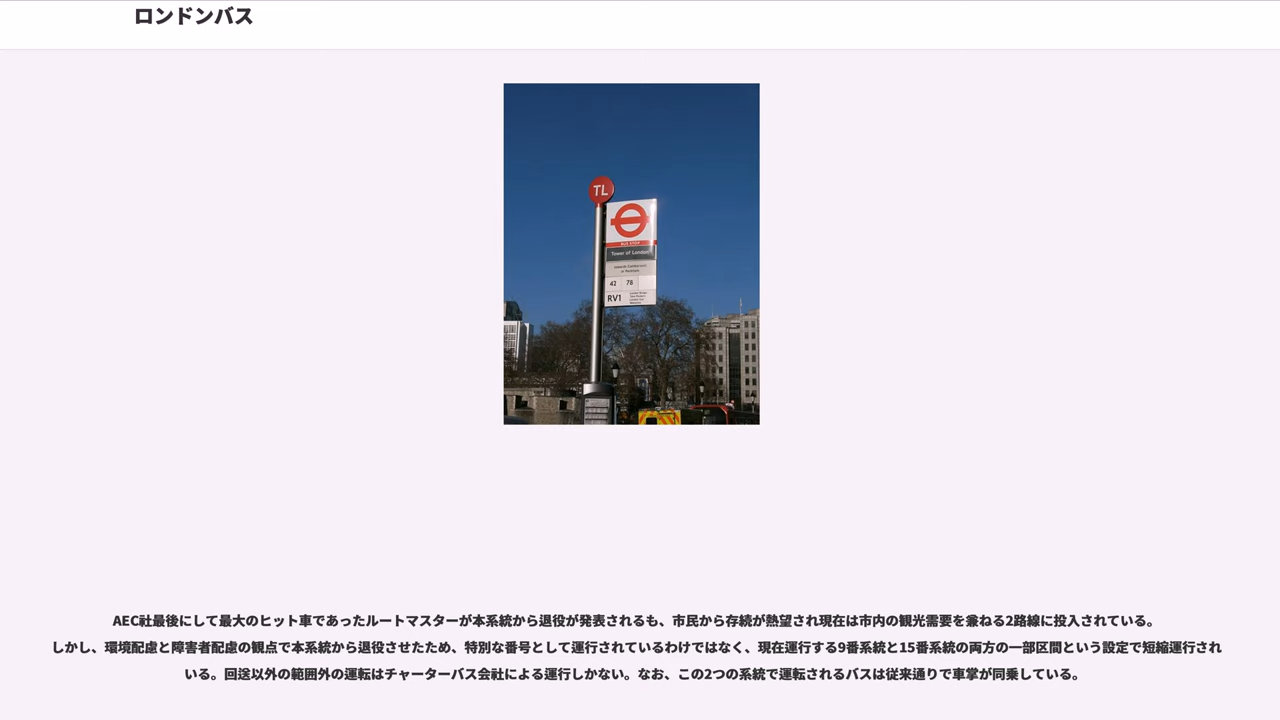 ロンドンバス
TL
BUS STOP
Tower of London
towards Camberwell
or Peckham
42 78
RV1
AEC社最後にして最大のヒット車であったルートマスターが本系統から退役が発表されるも、市民から存続が熱望され現在は市内の観光需要を兼ねる2路線に投入されている。
しかし、環境配慮と障害者配慮の観点で本系統から退役させたため、特別な番号として運行されているわけではなく、現在運行する9番系統と15番系統の両方の一部区間という設定で短縮運行され
いる。回送以外の範囲外の運転はチャーターバス会社による運行しかない。なお、この2つの系統で運転されるバスは従来通りで車掌が同乗している。